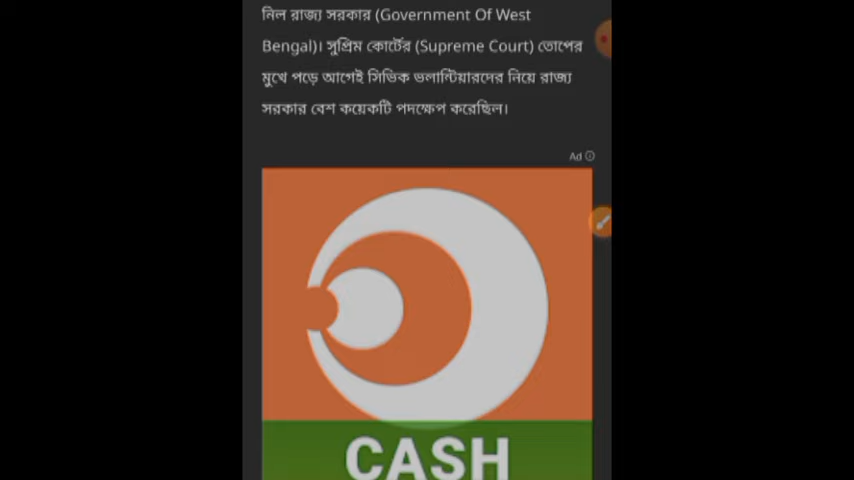 নিল রাজ্য সরকার (Government Of West
Bengal)। সুপ্রিম কোর্টের (Supreme Court) তোপের
মুখে পড়ে আগেই সিভিক ভলান্টিয়ারদের নিয়ে রাজ্য
সরকার বেশ কয়েকটি পদক্ষেপ করেছিল।
Ad
CASH